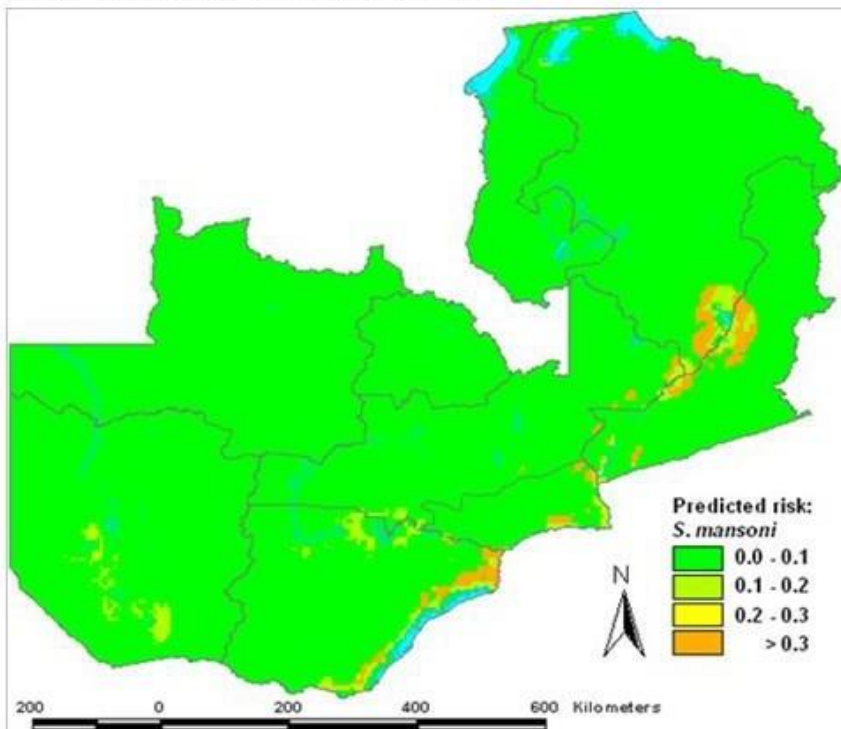 Predicted risk:
S. mansoni
0.0 - 0.1
0.1 - 0.2
0.2 - 0.3
> 0.3
N
200 0 200 400 600 Kilometers